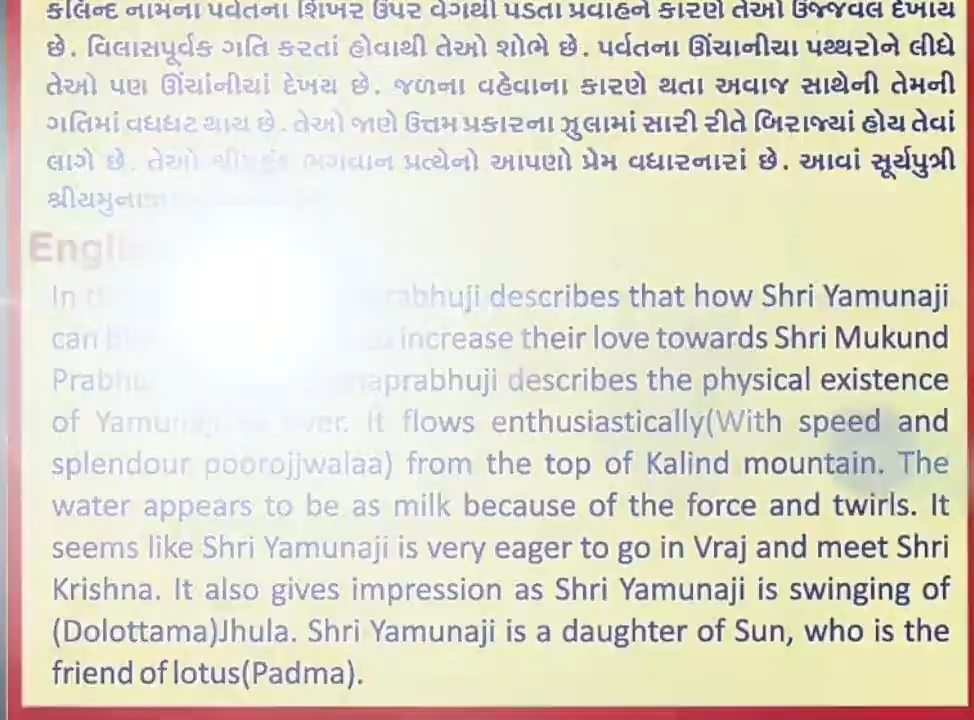 કલિન્દ નામના પર્વતના શિખર ઉપર વેગથી પડતા પ્રવાહને કારણે તેઓ ઉજ્જવલ દેખાય
છે. વિલાસપૂર્વક ગતિ કરતાં હોવાથી તેઓ શોભે છે. પર્વતના ઊંચાનીચા પથ્થરોને લીધે
તેઓ પણ ઊંચાંનીચાં દેખય છે. જળના વહેવાના કારણે થતા અવાજ સાથેની તેમની
ગતિમાં વધઘટ થાય છે. તેઓ જાણે ઉત્તમ પ્રકારના ઝુલામાં સારી રીતે બિરાજ્યાં હોય તેવાં
લાગે છે. તેઓ ભગવાન પ્રત્યેનો આપણો પ્રેમ વધારનારાં છે. આવાં સૂર્યપુત્રી
In describes that how Shri Yamunaji
can increase their love towards Shri Mukund
describes the physical existence
of It flows enthusiastically(With speed and
splendour poorojjwalaa) from the top of Kalind mountain. The
water appears to be as milk because of the force and twirls. It
seems like Shri Yamunaji is very eager to go in Vraj and meet Shri
Krishna. It also gives impression as Shri Yamunaji is swinging of
(Dolottama)Jhula. Shri Yamunaji is a daughter of Sun, who is the
friend of lotus(Padma).